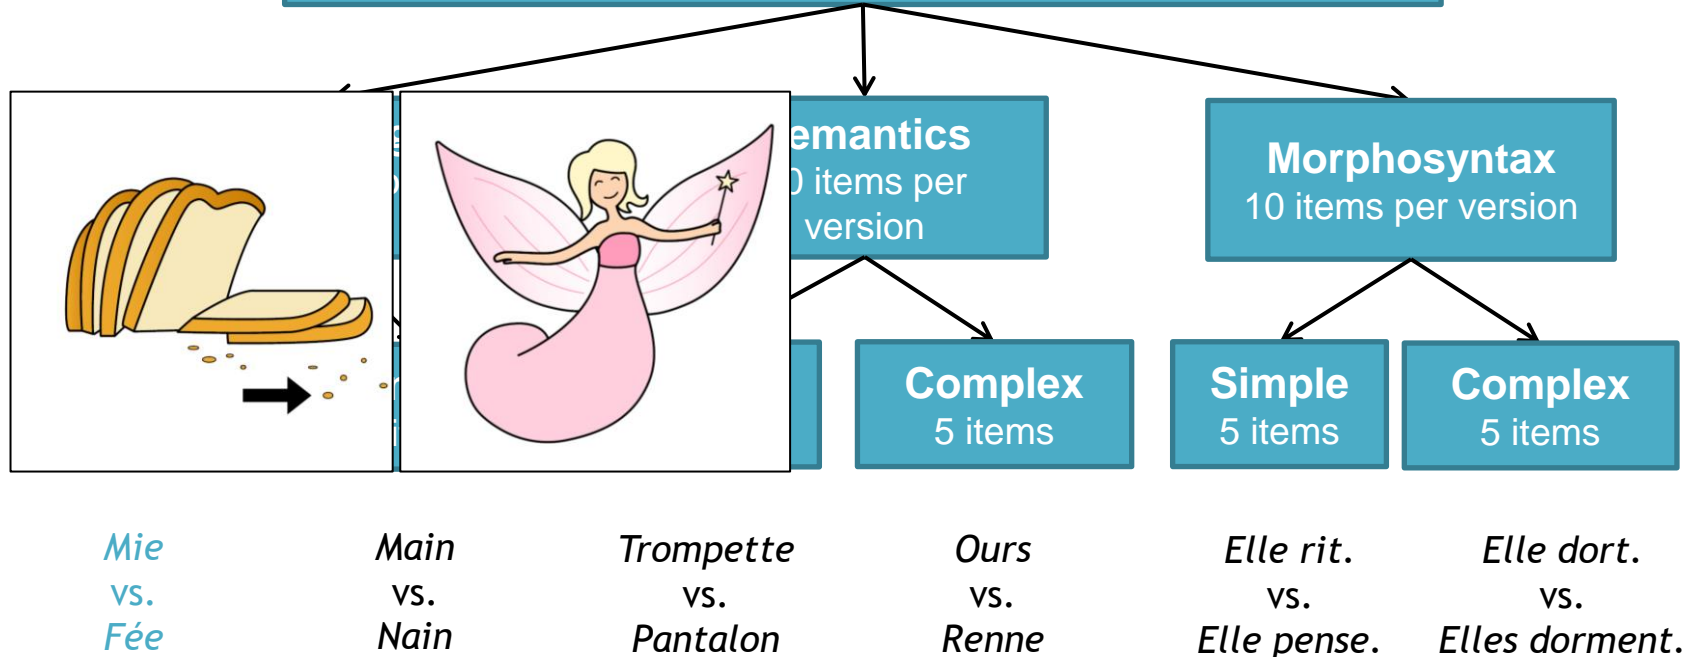 emantics
0 items per
version
Morphosyntax
10 items per version
Complex
5 items
Simple
5 items
Complex
5 items
Mie
vs.
Fée
Main
vs.
Nain
Trompette
vs.
Pantalon
Ours
vs.
Renne
Elle rit.
vs.
Elle pense.
Elle dort.
vs.
Elles dorment.